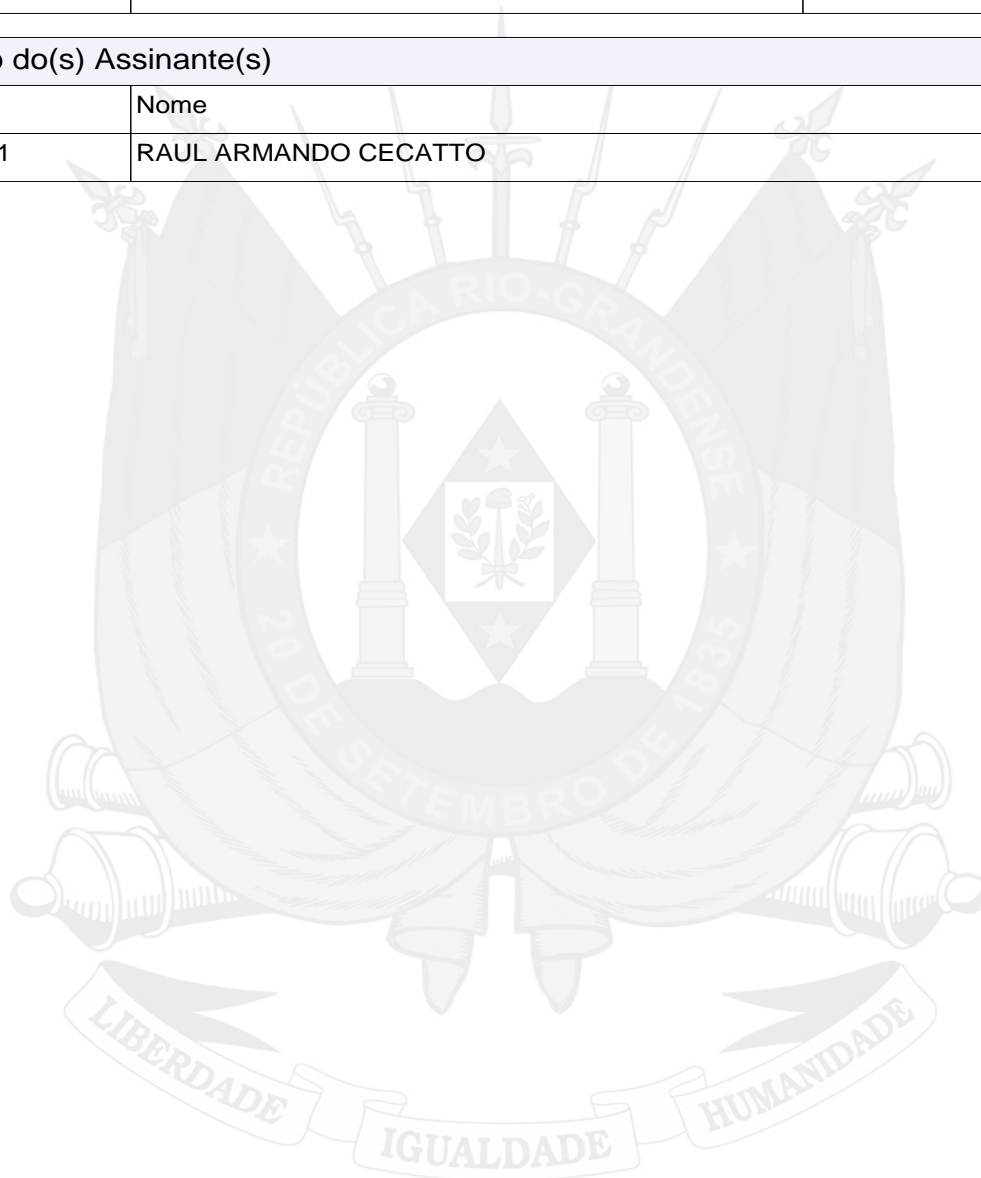 o do(s) Assinante(s)
Nome
1
RAUL ARMANDO CECATTO
REPÚBLICA RIO-GRANDENSE
20 DE SETEMBRO DE 1835
LIBERDADE
IGUALDADE
HUMANIDADE